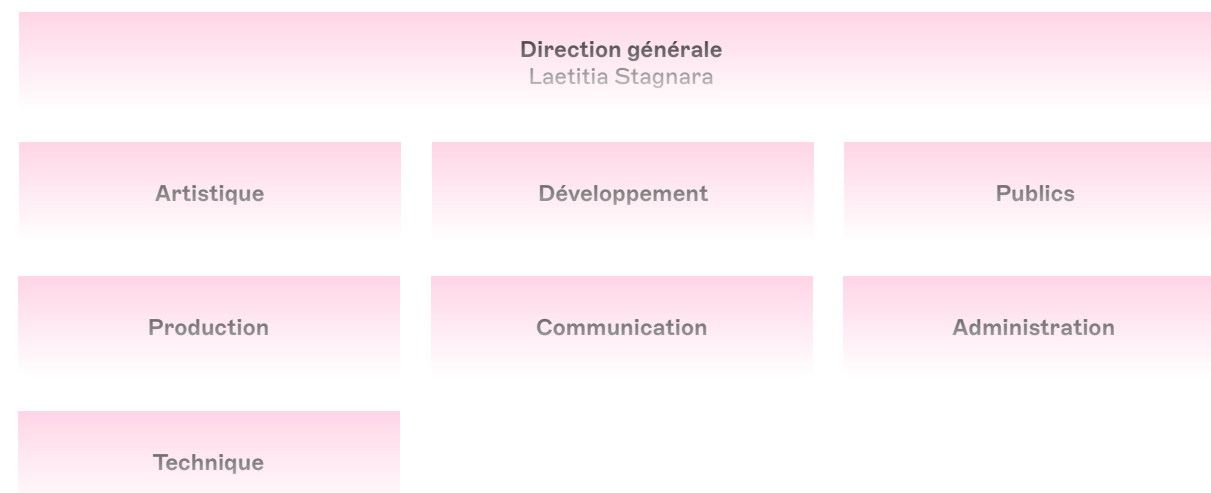 Direction générale
Laetitia Stagnara
Artistique
Développement
Publics
Production
Communication
Administration
Technique